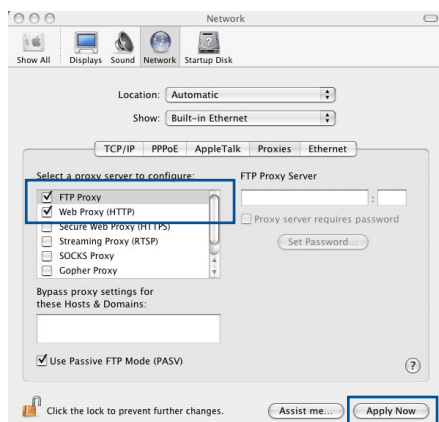 Network
Show All Displays Sound Network Startup Disk
Location: Automatic
Show: Built-in Ethernet
TCP/IP PPPoE AppleTalk Proxies Ethernet
Select a proxy server to configure: FTP Proxy Server
FTP Proxy
Web Proxy (HTTP) :
Secure Web Proxy (HTTPS) Proxy server requires password
Streaming Proxy (RTSP) Set Password...
SOCKS Proxy
Gopher Proxy
Bypass proxy settings for
these Hosts & Domains:
Use Passive FTP Mode (PASV) ?
Click the lock to prevent further changes. Assist me... Apply Now